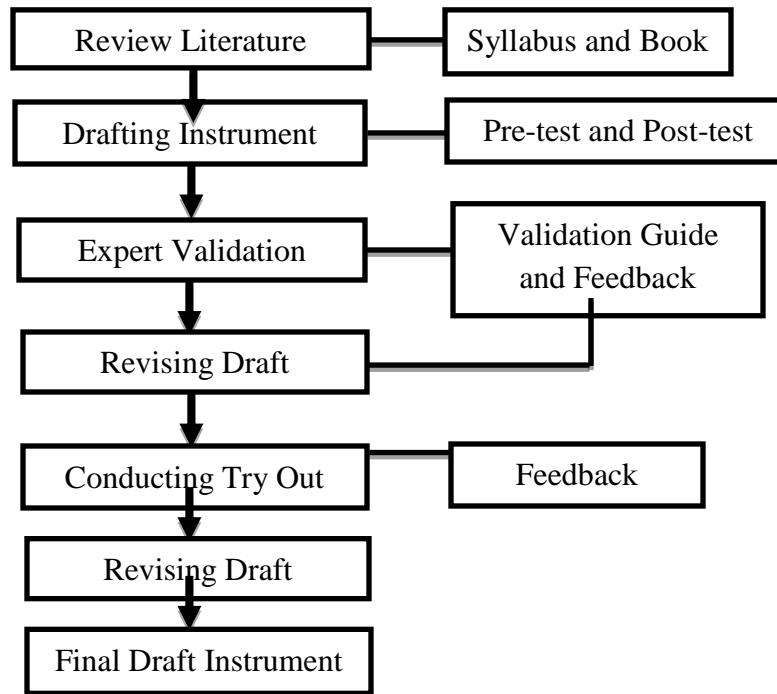 Review Literature
Syllabus and Book
Drafting Instrument
Pre-test and Post-test
Expert Validation
Validation Guide
and Feedback
Revising Draft
Conducting Try Out
Feedback
Revising Draft
Final Draft Instrument